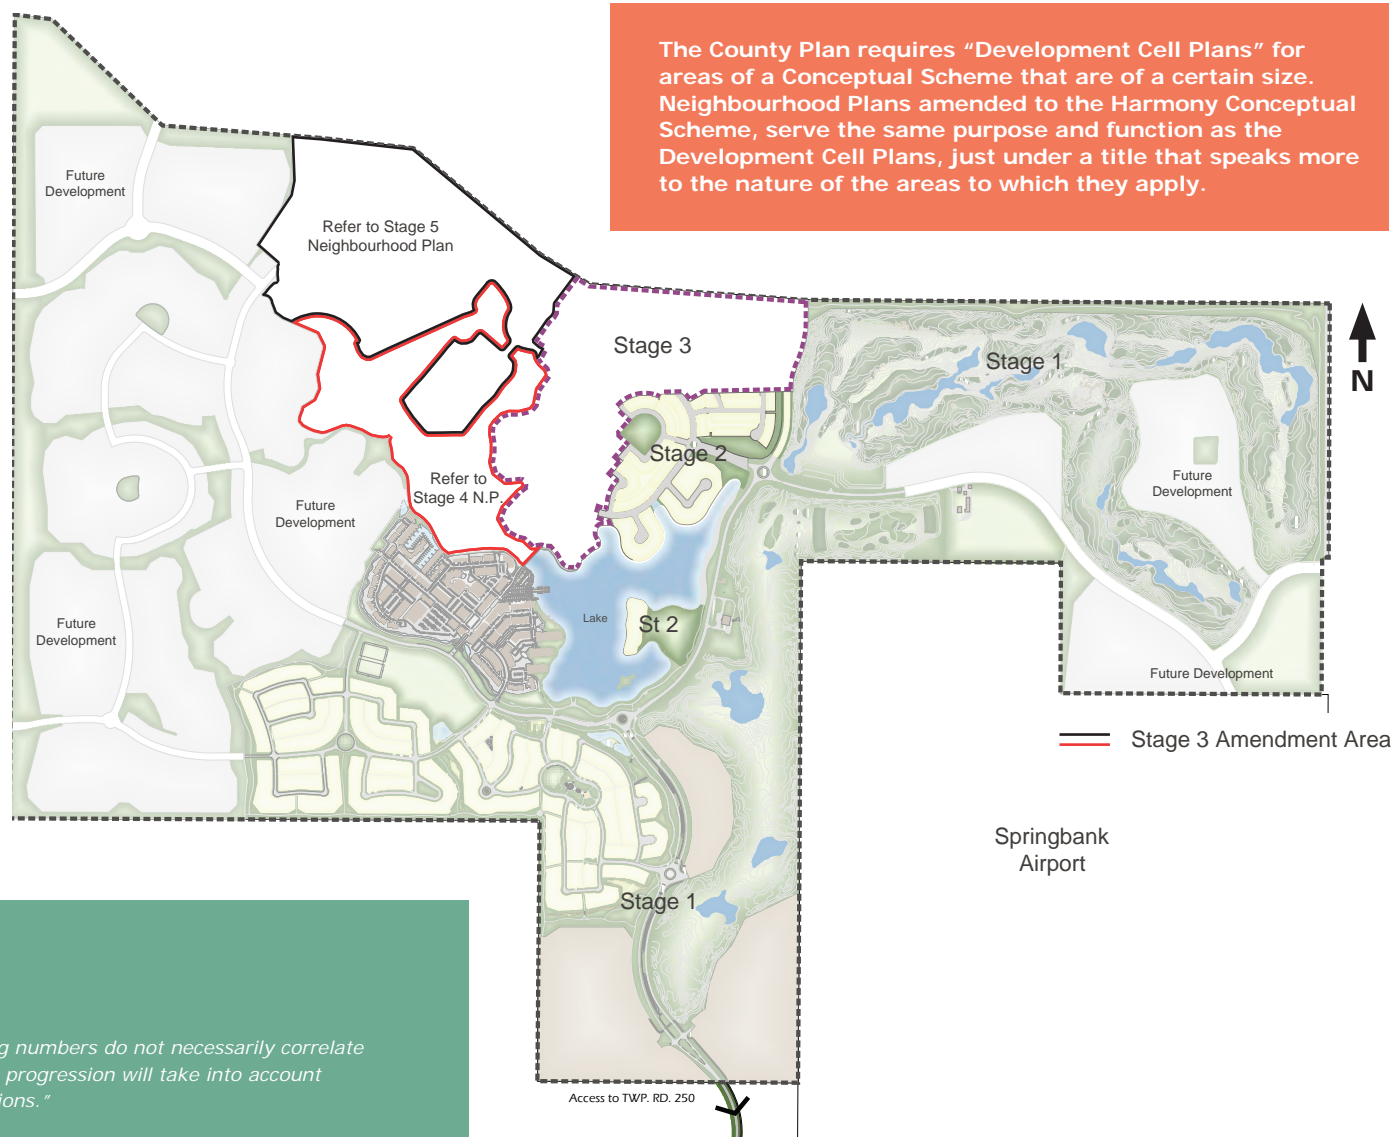 The County Plan requires “Development Cell Plans” for
areas of a Conceptual Scheme that are of a certain size.
Neighbourhood Plans amended to the Harmony Conceptual
Scheme, serve the same purpose and function as the
Development Cell Plans, just under a title that speaks more
to the nature of the areas to which they apply.
Future
Development
Refer to Stage 5
Neighbourhood Plan
Stage 3
Stage 1
N
Stage 2
Refer to
Stage 4 N.P.
Future
Development
Future
Development
Lake
St 2
Future
Development
Future Development
Stage 3 Amendment Area
Springbank
Airport
Stage 1
g numbers do not necessarily correlate
progression will take into account
ions.”
Access to TWP. RD. 250